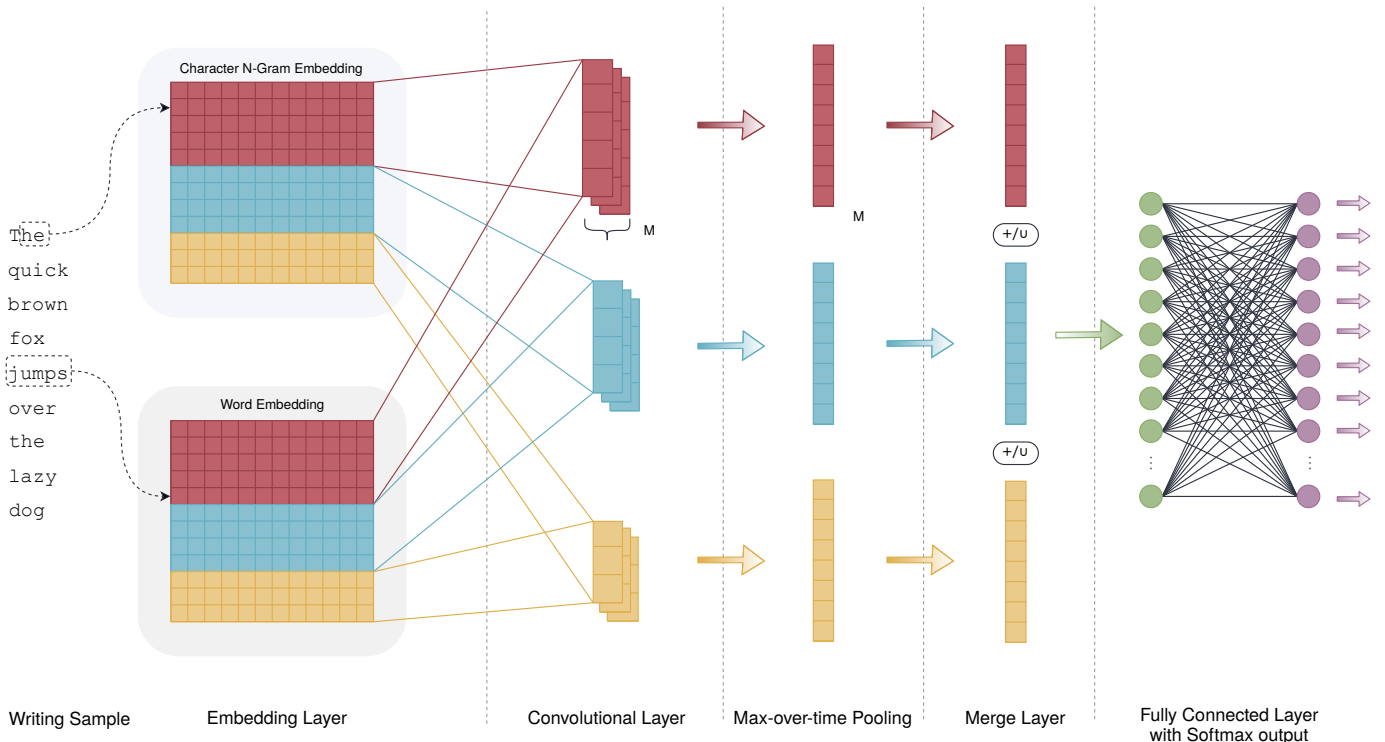 Character N-Gram Embedding
The
quick
brown
fox
jumps
over
the
lazy
dog
Word Embedding
M
M
+/∪
+/∪
Writing Sample
Embedding Layer
Convolutional Layer
Max-over-time Pooling
Merge Layer
Fully Connected Layer
with Softmax output